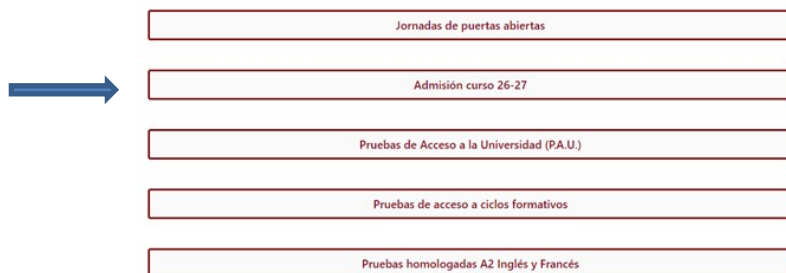 Jornadas de puertas abiertas
Admisión curso 26-27
Pruebas de Acceso a la Universidad (P.A.U.)
Pruebas de acceso a ciclos formativos
Pruebas homologadas A2 Inglés y Francés